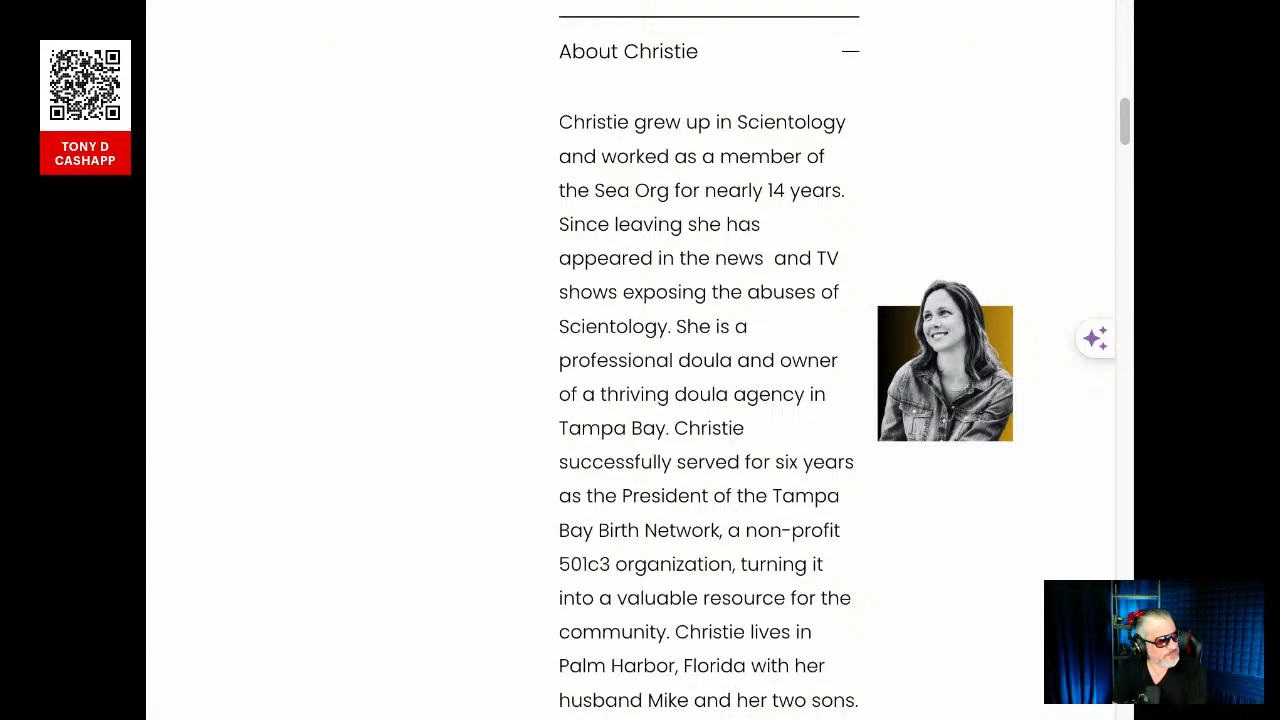 TONY D
CASHAPP
About Christie
Christie grew up in Scientology
and worked as a member of
the Sea Org for nearly 14 years.
Since leaving she has
appeared in the news  and TV
shows exposing the abuses of
Scientology. She is a
professional doula and owner
of a thriving doula agency in
Tampa Bay. Christie
successfully served for six years
as the President of the Tampa
Bay Birth Network, a non-profit
501c3 organization, turning it
into a valuable resource for the
community. Christie lives in
Palm Harbor, Florida with her
husband Mike and her two sons.